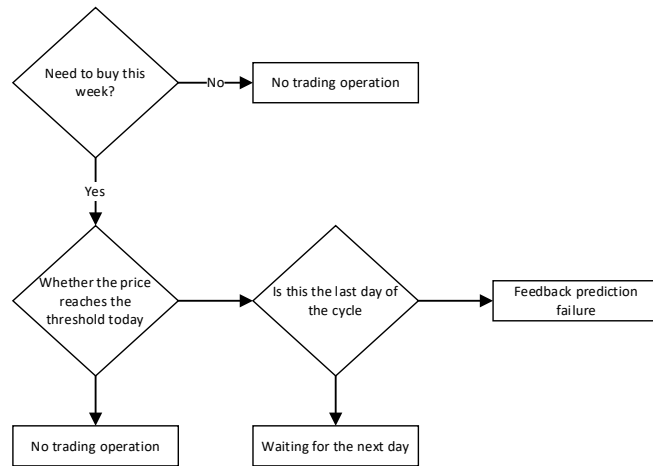 Need to buy this
week?
No
No trading operation
Yes
Whether the price
reaches the
threshold today
Is this the last day of
the cycle
Feedback prediction
failure
No trading operation
Waiting for the next day